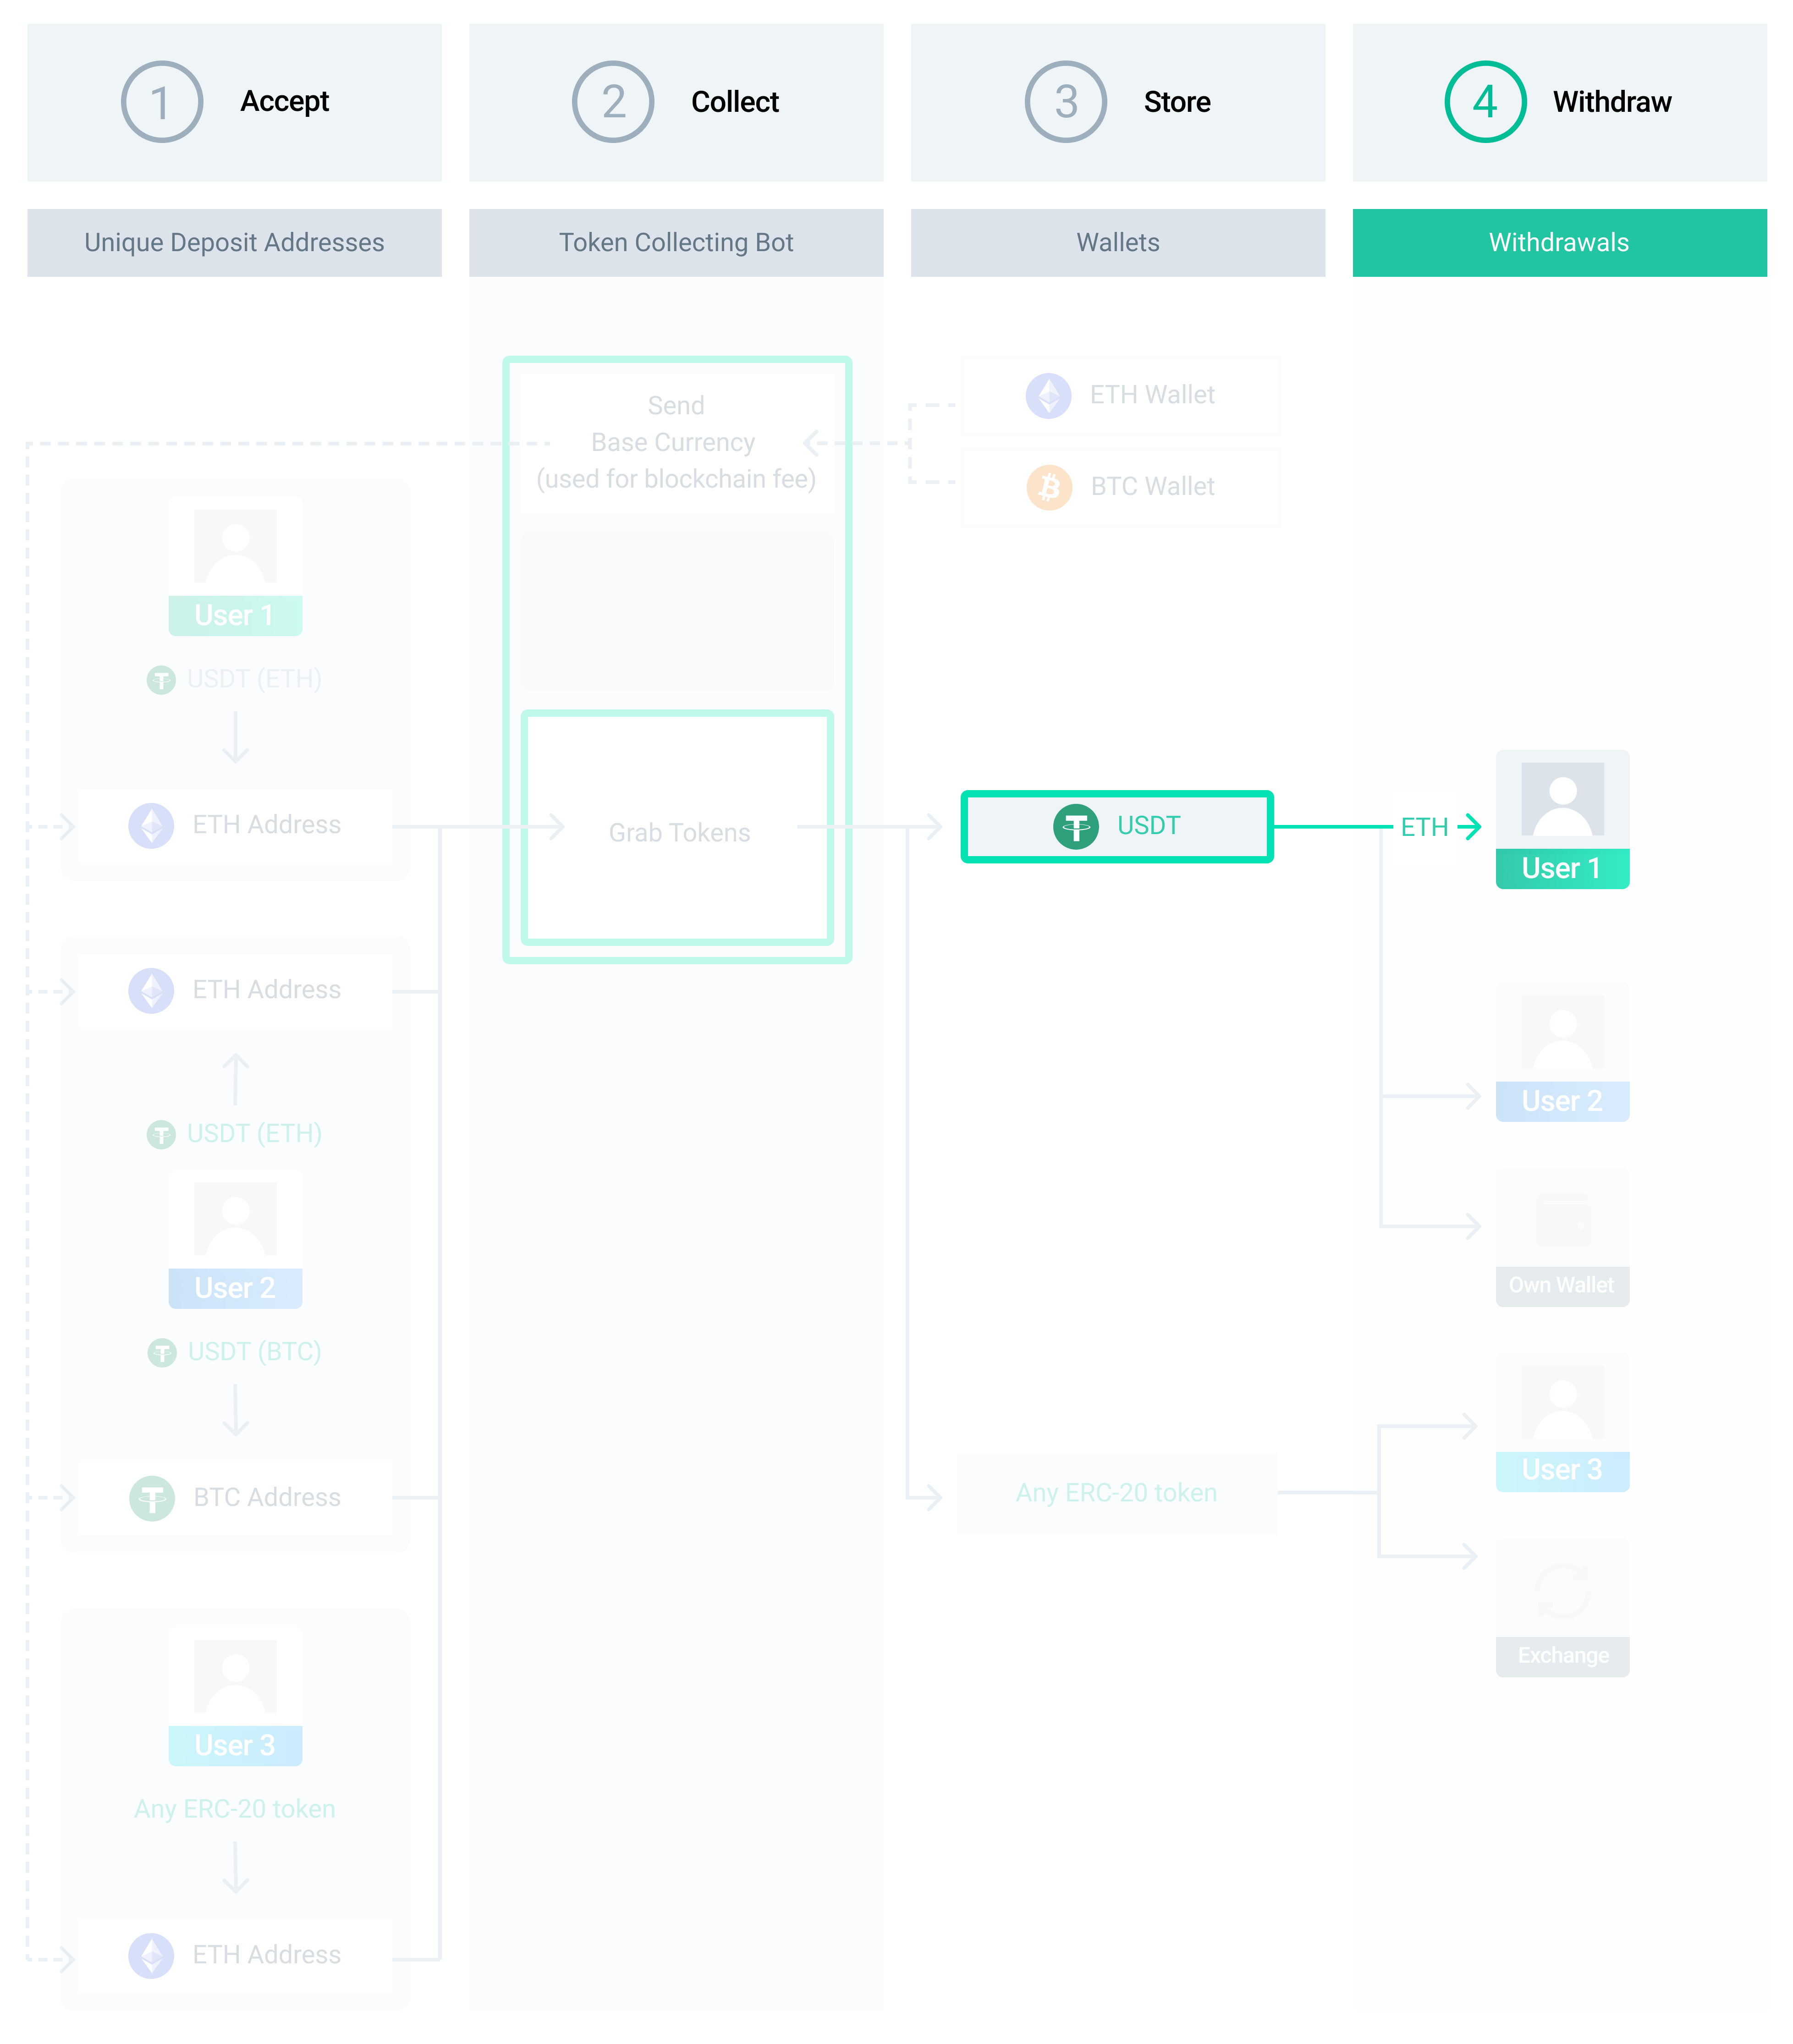 1 Accept
2 Collect
3 Store
4 Withdraw
Unique Deposit Addresses
Token Collecting Bot
Wallets
Withdrawals
Send
Base Currency
(used for blockchain fee)
ETH Wallet
BTC Wallet
User 1
USDT (ETH)
ETH Address
Grab Tokens
USDT
ETH
User 1
ETH Address
USDT (ETH)
User 2
USDT (BTC)
BTC Address
User 2
Own Wallet
Any ERC-20 token
User 3
Exchange
User 3
Any ERC-20 token
ETH Address